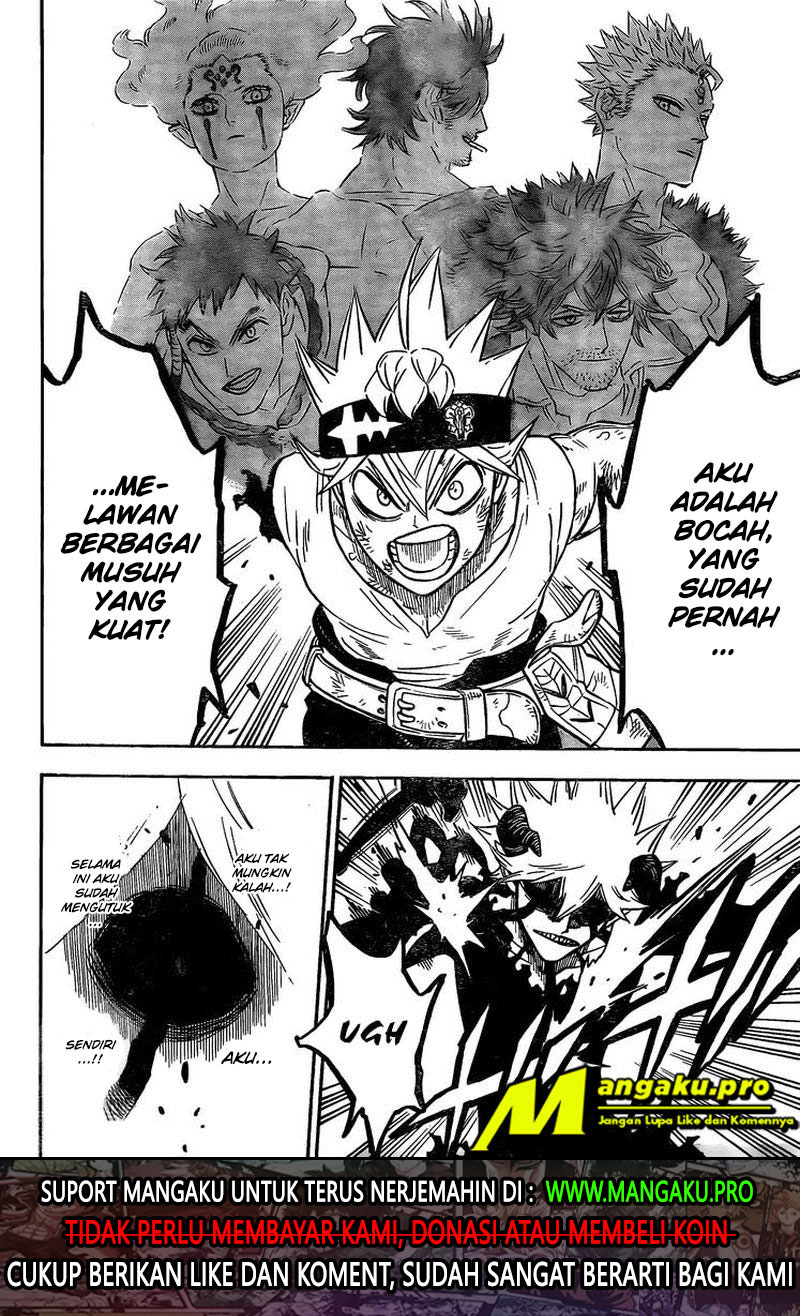 AKU
ADALAH
BOCAH,
YANG
SUDAH
PERNAH
...
...ME-
LAWAN
BERBAGAI
MUSUH
YANG
KUAT!
UGH
AKU TAK
MUNGKIN
KALAH...!
SELAMA
INI AKU
SUDAH
MENGUTUK
...
AKU...
SENDIRI
...!!
Mangaku.pro
Jangan Lupa Like dan Komennya
SUPORT MANGAKU UNTUK TERUS NERJEMAHIN DI : WWW.MANGAKU.PRO
TIDAK PERLU MEMBAYAR KAMI, DONASI ATAU MEMBELI KOIN
CUKUP BERIKAN LIKE DAN KOMENT, SUDAH SANGAT BERARTI BAGI KAMI